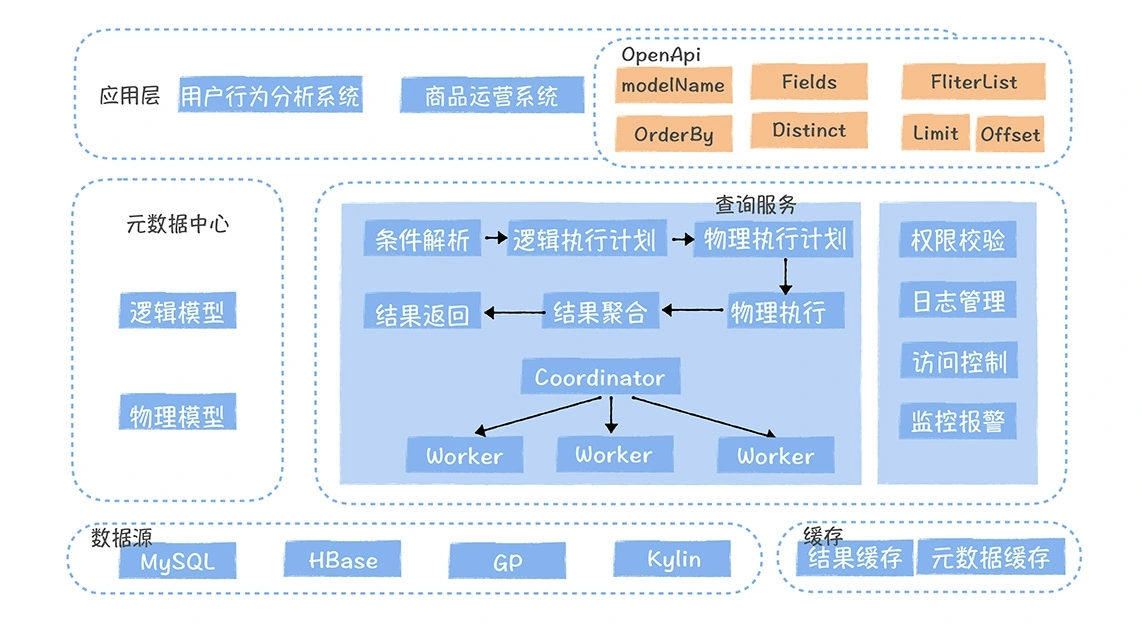 应用层
用户行为分析系统
商品运营系统
OpenApi
modelName
Fields
FliterList
OrderBy
Distinct
Limit
Offset
元数据中心
逻辑模型
物理模型
查询服务
条件解析
逻辑执行计划
物理执行计划
结果返回
结果聚合
物理执行
Coordinator
Worker
Worker
Worker
权限校验
日志管理
访问控制
监控报警
数据源
MySQL
HBase
GP
Kylin
缓存
结果缓存
元数据缓存